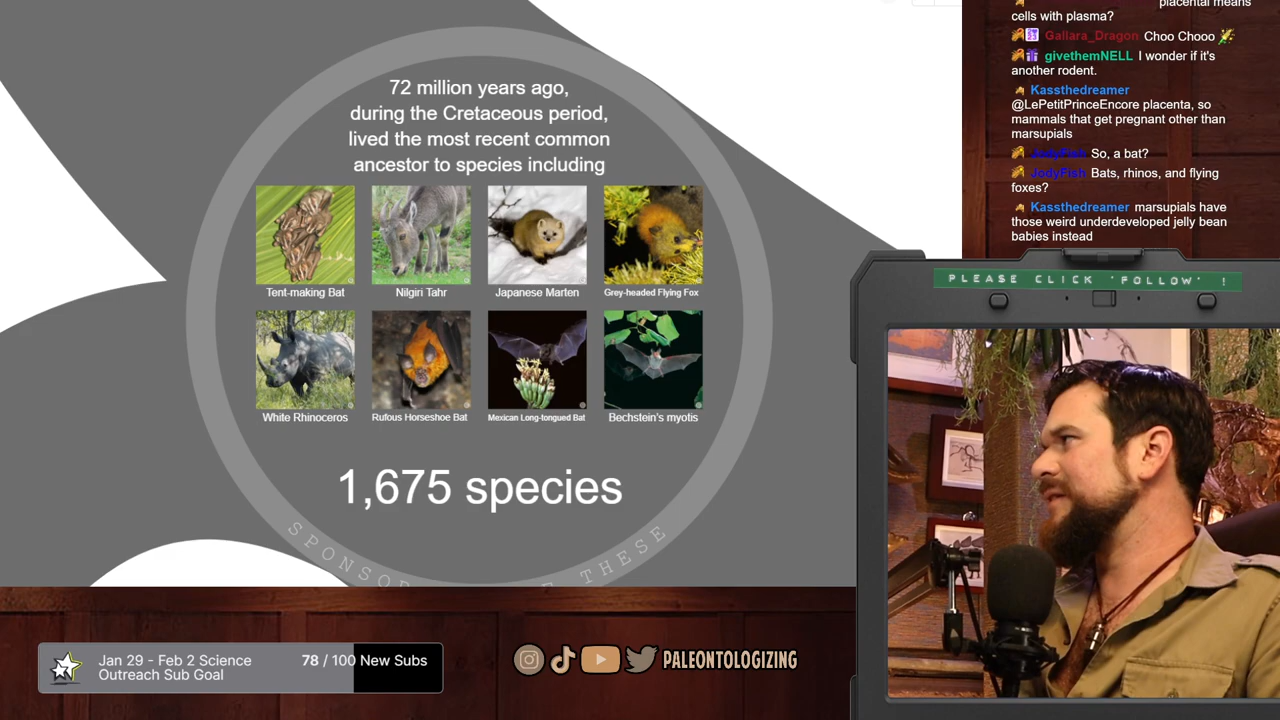 72 million years ago,
during the Cretaceous period,
lived the most recent common
ancestor to species including
Tent-making Bat
Nilgiri Tahr
Japanese Marten
Grey-headed Flying Fox
White Rhinoceros
Rufous Horseshoe Bat
Mexican Long-tongued Bat
Bechstein's myotis
1,675 species
THESE
placental means
cells with plasma?
Gallara_Dragon Choo Chooo
givethemNELL I wonder if it's
another rodent.
Kassthedreamer
@LePetitPrinceEncore placenta, so
mammals that get pregnant other than
marsupials
JodyFish So, a bat?
JodyFish Bats, rhinos, and flying
foxes?
Kassthedreamer marsupials have
those weird underdeveloped jelly bean
babies instead
PLEASE CLICK "FOLLOW" !
Jan 29 - Feb 2 Science
Outreach Sub Goal
78 / 100 New Subs
PALEONTOLOGIZING